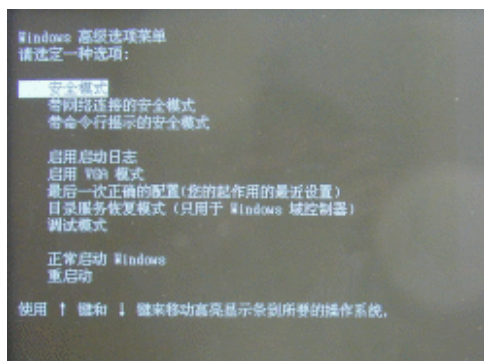 Windows 高级选项菜单
请选定一种选项:
安全模式
带网络连接的安全模式
带命令行提示的安全模式
启用启动日志
启用 VGA 模式
最后一次正确的配置(您的起作用的最近设置)
目录服务恢复模式 (只用于 Windows 域控制器)
调试模式
正常启动 Windows
重启动
使用 ↑ 键和 ↓ 键来移动高亮显示条到所要的操作系统,